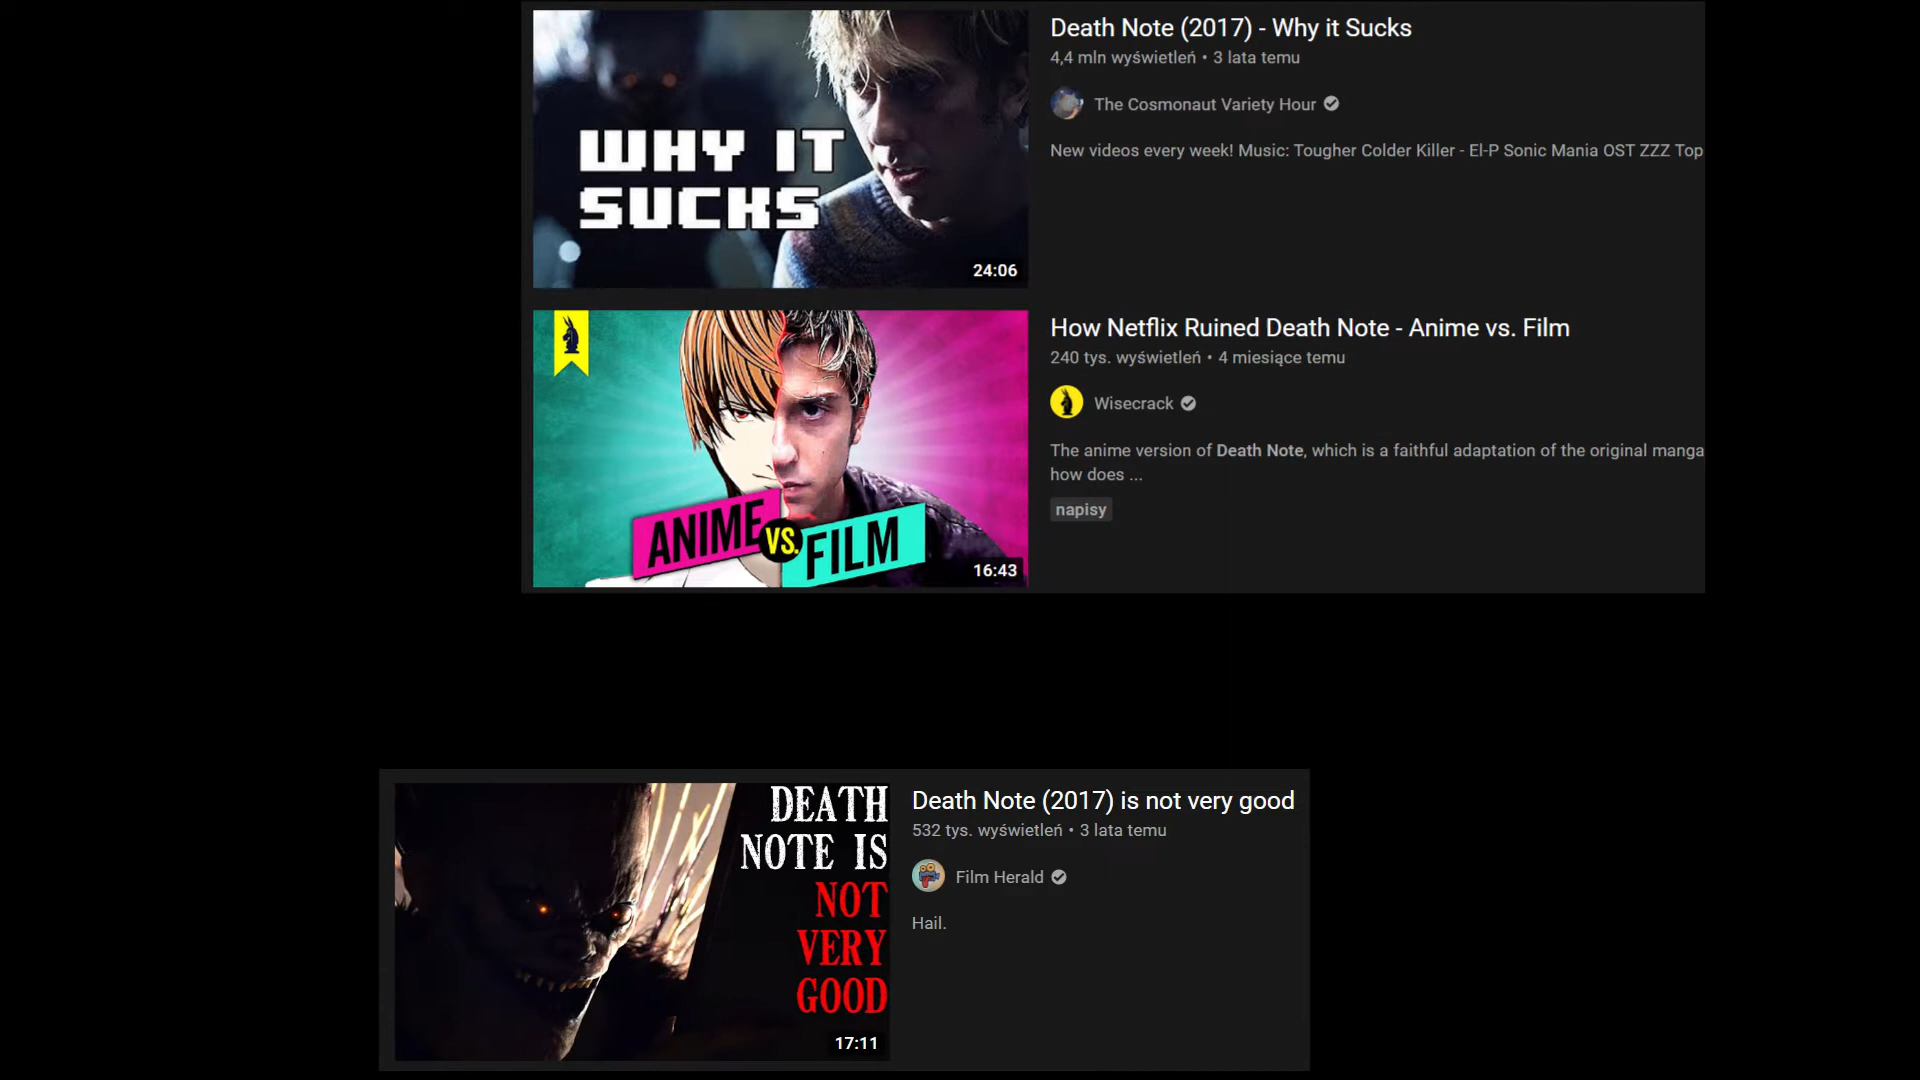 WHY IT
SUCKS
24:06
Death Note (2017) - Why it Sucks
4,4 mln wyświetleń • 3 lata temu
The Cosmonaut Variety Hour
New videos every week! Music: Tougher Colder Killer - El-P Sonic Mania OST ZZZ Top
ANIME VS. FILM
16:43
How Netflix Ruined Death Note - Anime vs. Film
240 tys. wyświetleń • 4 miesiące temu
Wisecrack
The anime version of Death Note, which is a faithful adaptation of the original manga
how does ...
napisy
DEATH
NOTE IS
NOT
VERY
GOOD
17:11
Death Note (2017) is not very good
532 tys. wyświetleń • 3 lata temu
Film Herald
Hail.